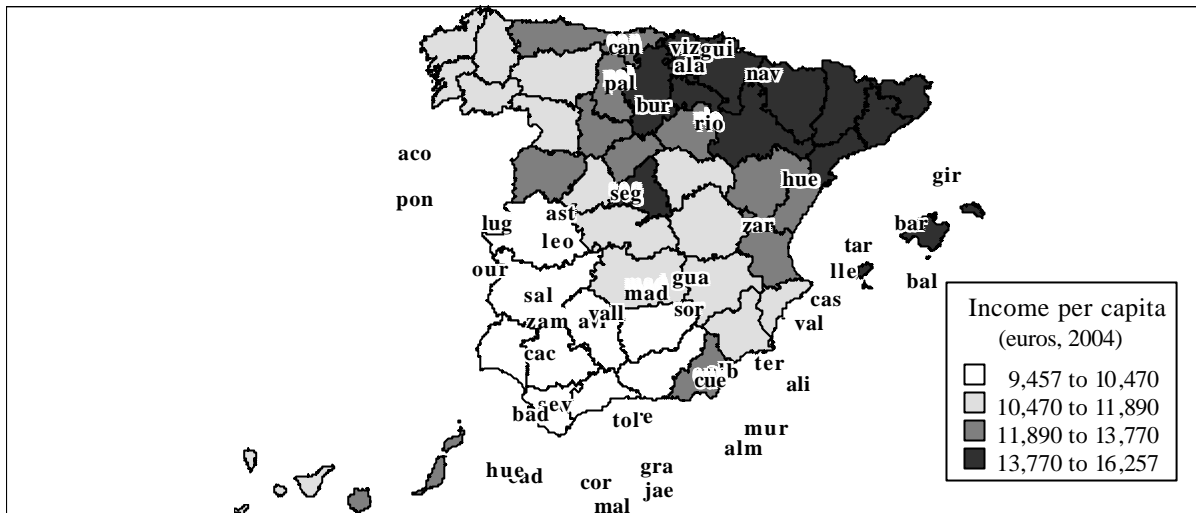 can
viz gui
ala
nav
pal
bur
rio
aco
hue
gir
seg
pon
ast
lug
zar
bar
leo
tar
our
lle
gua
bal
mad
sal
cas
vall
sor
zam
val
cac
ter
cue
ali
sev
bad
tole
mur
alm
hue
cad
gra
cor
jae
mal
Income per capita
(euros, 2004)
9,457 to 10,470
10,470 to 11,890
11,890 to 13,770
13,770 to 16,257